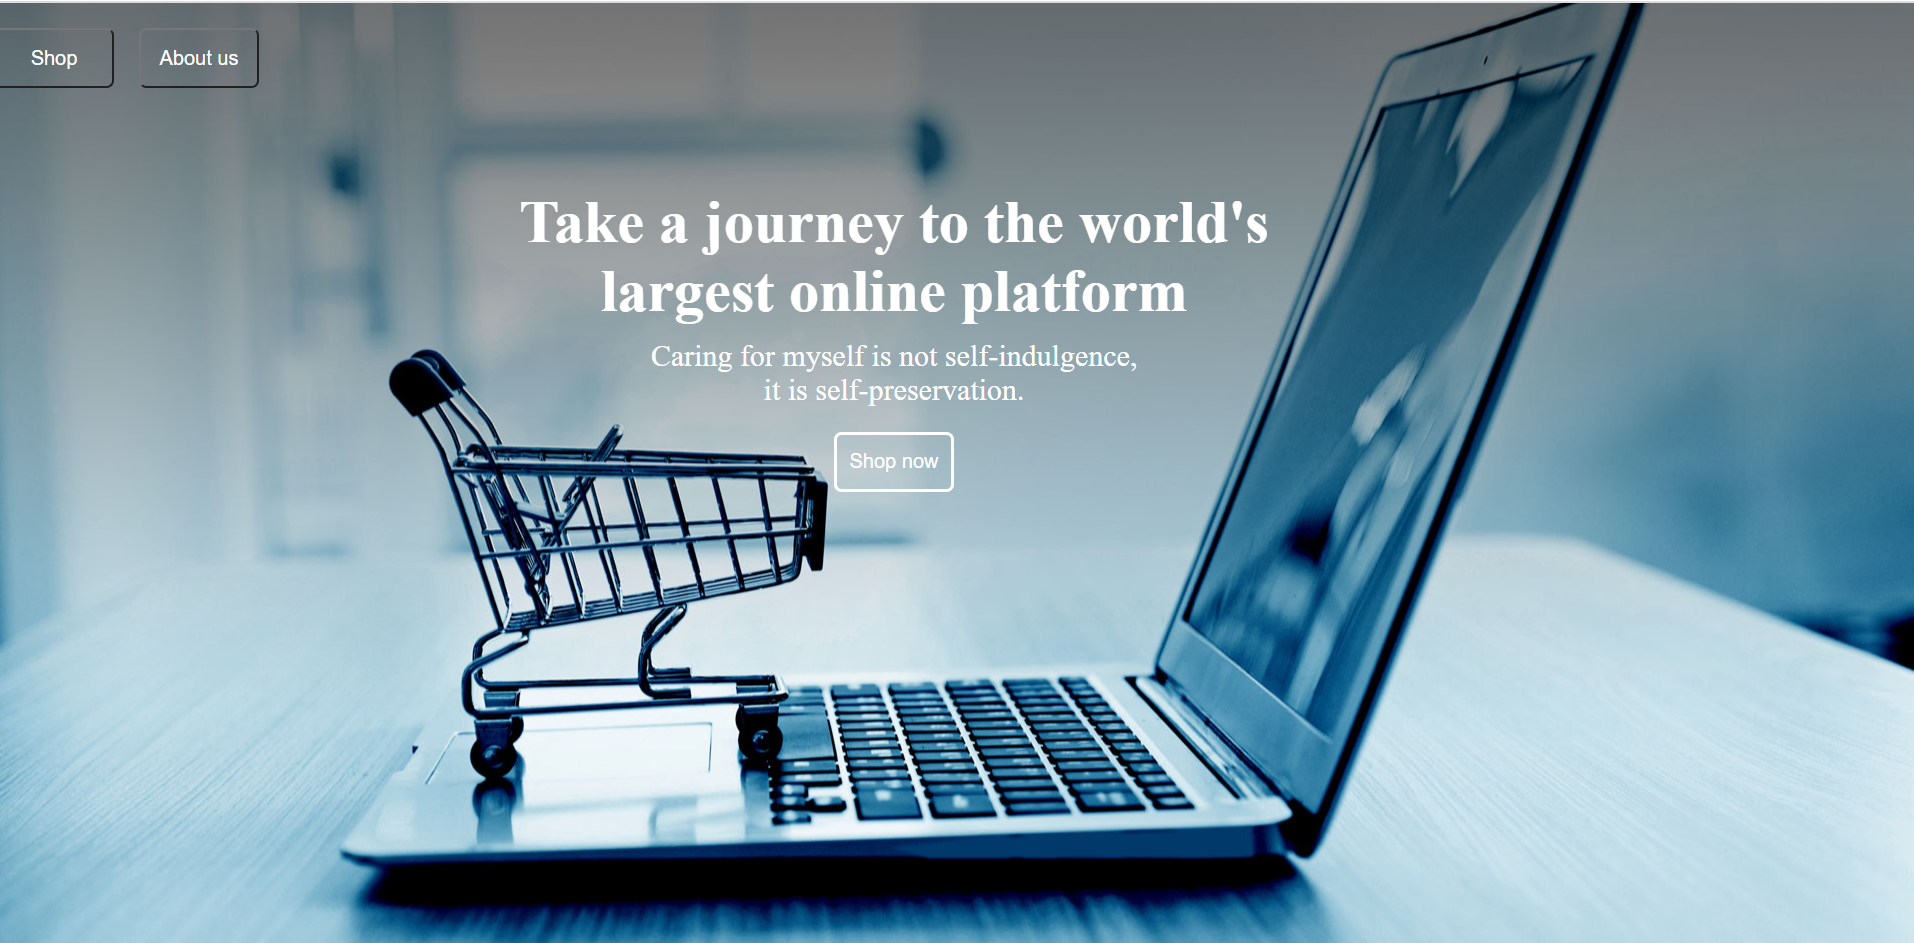 Shop
About us
Take a journey to the world's
largest online platform
Caring for myself is not self-indulgence,
it is self-preservation.
Shop now